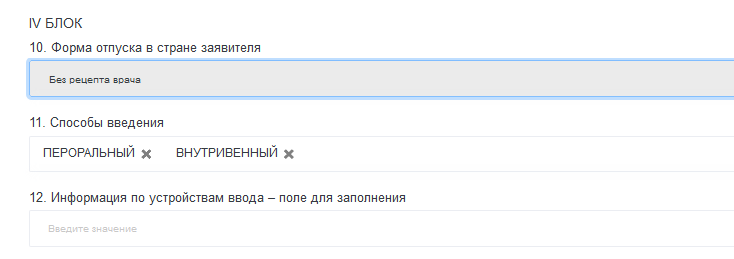 IV БЛОК
10. Форма отпуска в стране заявителя
Без рецепта врача
11. Способы введения
ПЕРОРАЛЬНЫЙ ✖ ВНУТРИВЕННЫЙ ✖
12. Информация по устройствам ввода – поле для заполнения
Введите значение